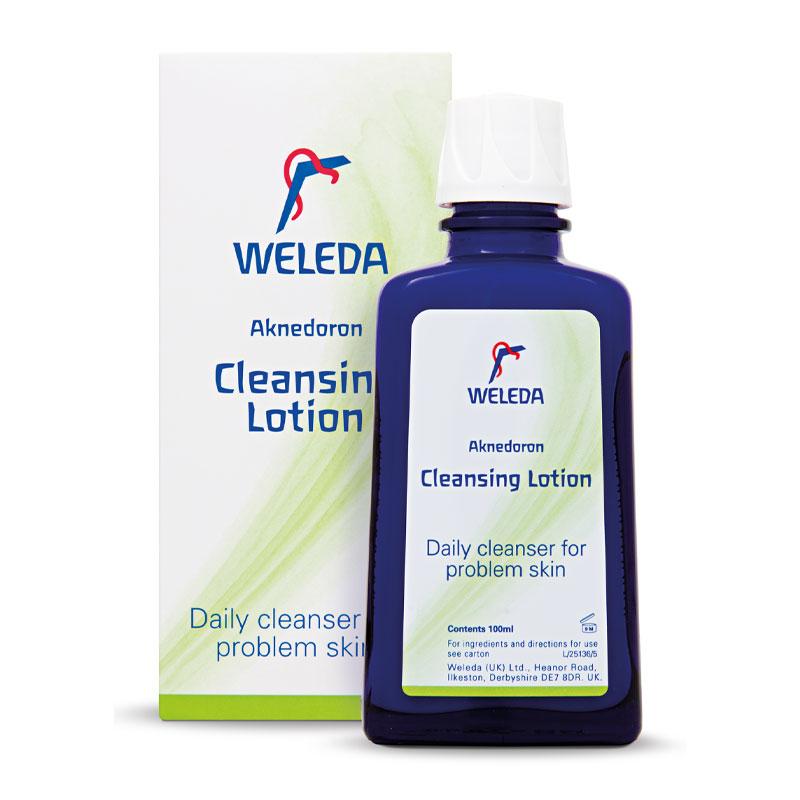 WELEDA
Aknedoron
Cleansin
Lotion
Daily cleanser
problem skin
WELEDA
Aknedoron
Cleansing Lotion
Daily cleanser for
problem skin
Contents 100ml
For ingredients and directions for use
see carton
L/25136/5
Weleda (UK) Ltd., Heanor Road,
Ilkeston, Derbyshire DE7 8DR. UK.